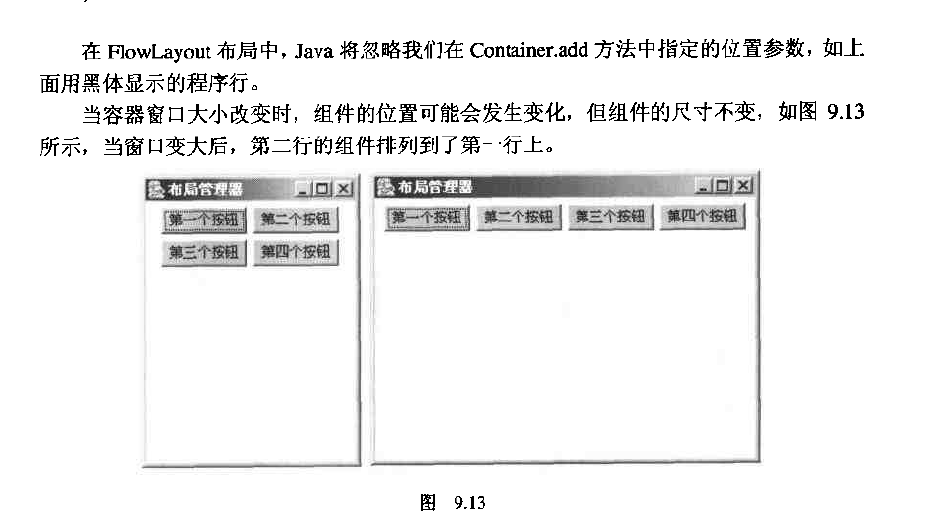 在 FlowLayout 布局中，Java 将忽略我们在 Container.add 方法中指定的位置参数，如上
面用黑体显示的程序行。
当容器窗口大小改变时，组件的位置可能会发生变化，但组件的尺寸不变，如图 9.13
所示，当窗口变大后，第二行的组件排列到了第一行上。
布局管理器
第一个按钮 第二个按钮
第三个按钮 第四个按钮
布局管理器
第一个按钮 第二个按钮 第三个按钮 第四个按钮
图 9.13